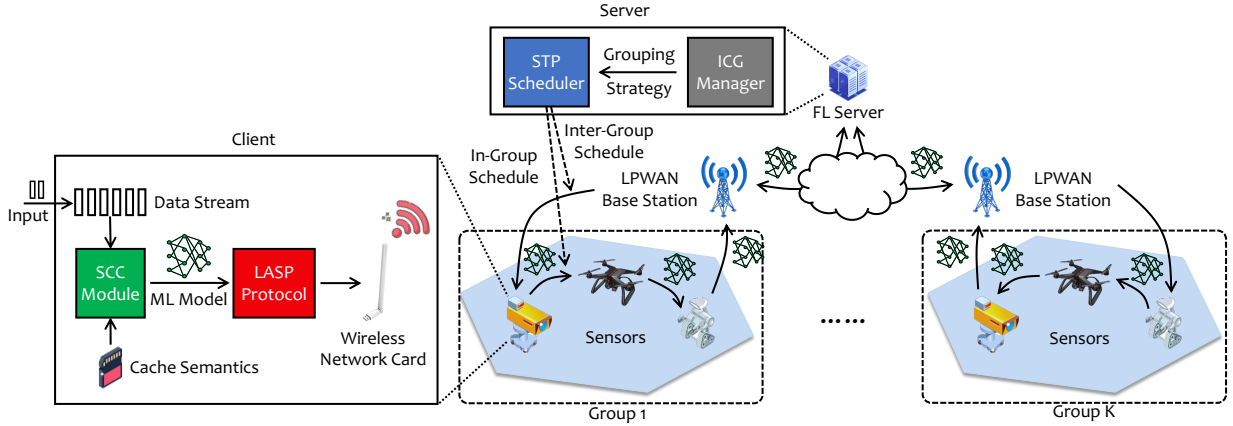 Server
STP
Scheduler
Grouping
Strategy
ICG
Manager
FL Server
Inter-Group
Schedule
In-Group
Schedule
Client
Input
Data Stream
SCC
Module
ML Model
LASP
Protocol
Wireless
Network Card
Cache Semantics
LPWAN
Base Station
LPWAN
Base Station
Sensors
Group 1
......
Sensors
Group K